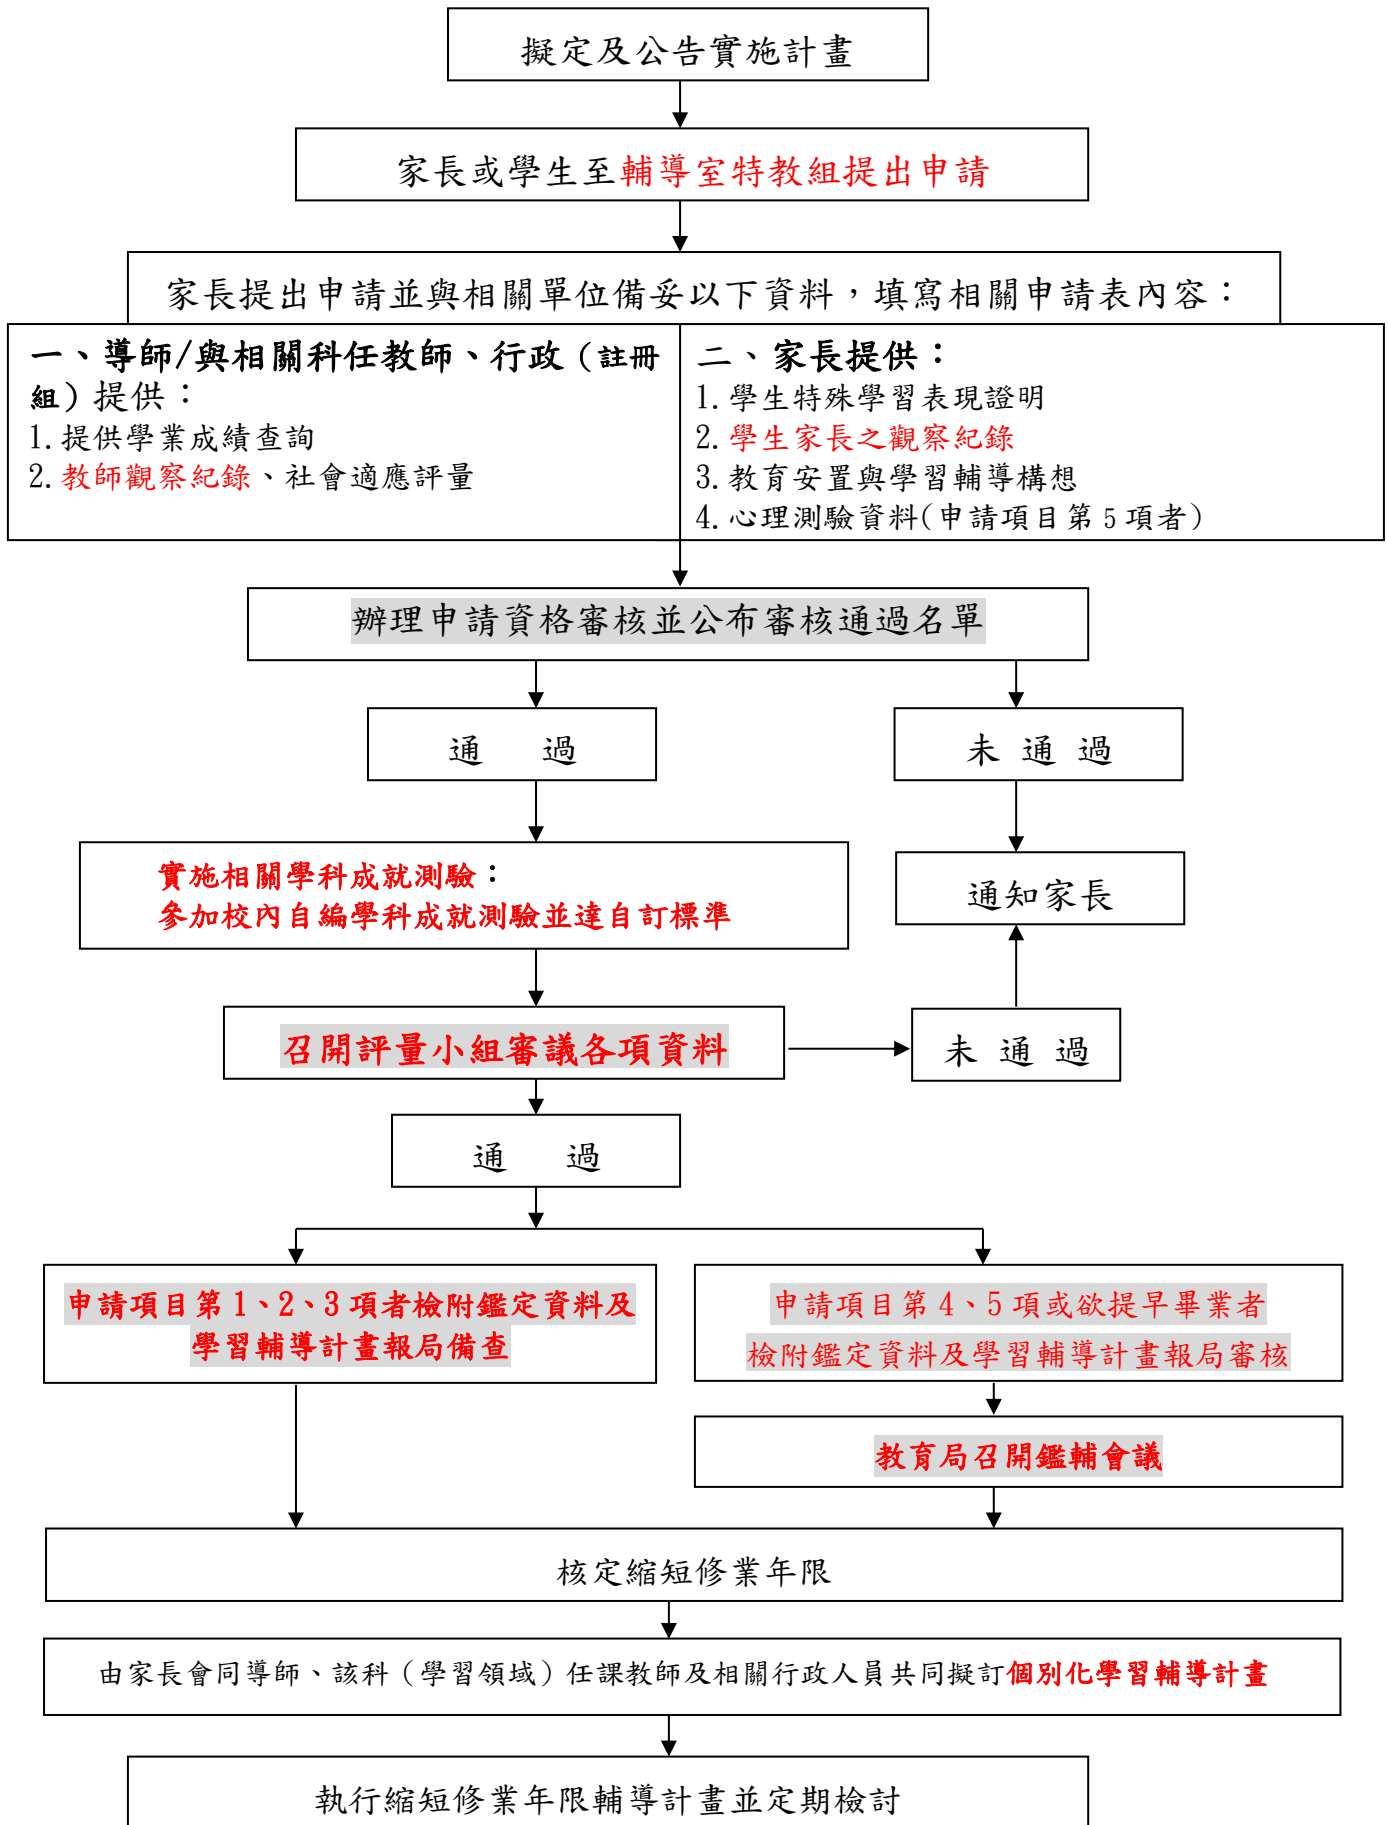 擬定及公告實施計畫
家長或學生至輔導室特教組提出申請
家長提出申請並與相關單位備妥以下資料，填寫相關申請表內容：
一、導師/與相關科任教師、行政（註冊
組）提供：
1.提供學業成績查詢
2.教師觀察紀錄、社會適應評量
二、家長提供：
1.學生特殊學習表現證明
2.學生家長之觀察紀錄
3.教育安置與學習輔導構想
4.心理測驗資料(申請項目第5項者)
辦理申請資格審核並公布審核通過名單
通 過
未 通 過
實施相關學科成就測驗：
參加校內自編學科成就測驗並達自訂標準
通知家長
召開評量小組審議各項資料
未 通 過
通 過
申請項目第1、2、3項者檢附鑑定資料及
學習輔導計畫報局備查
申請項目第4、5項或欲提早畢業者
檢附鑑定資料及學習輔導計畫報局審核
教育局召開鑑輔會議
核定縮短修業年限
由家長會同導師、該科（學習領域）任課教師及相關行政人員共同擬訂個別化學習輔導計畫
執行縮短修業年限輔導計畫並定期檢討